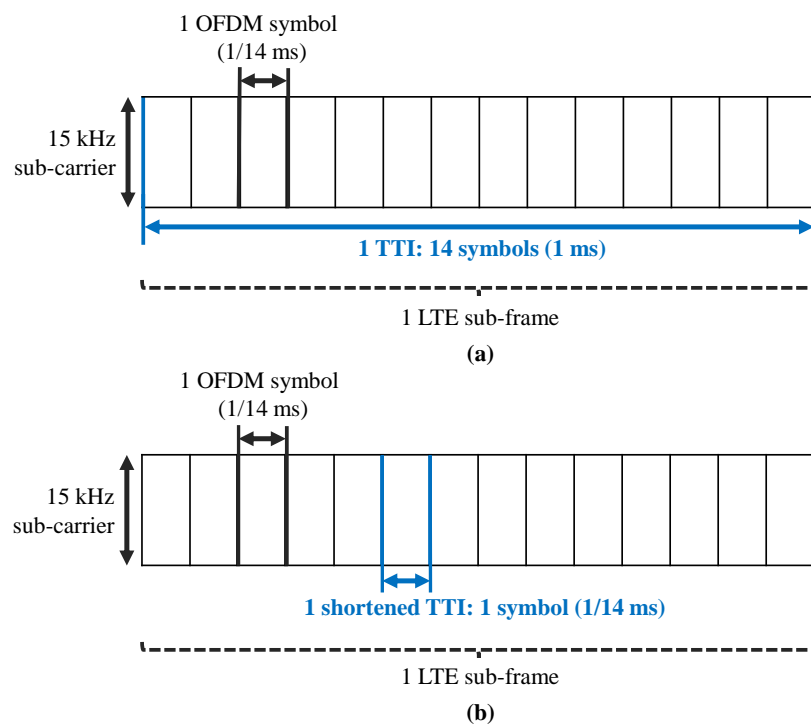 1 OFDM symbol
(1/14 ms)
15 kHz
sub-carrier
1 TTI: 14 symbols (1 ms)
1 LTE sub-frame
(a)
1 OFDM symbol
(1/14 ms)
15 kHz
sub-carrier
1 shortened TTI: 1 symbol (1/14 ms)
1 LTE sub-frame
(b)